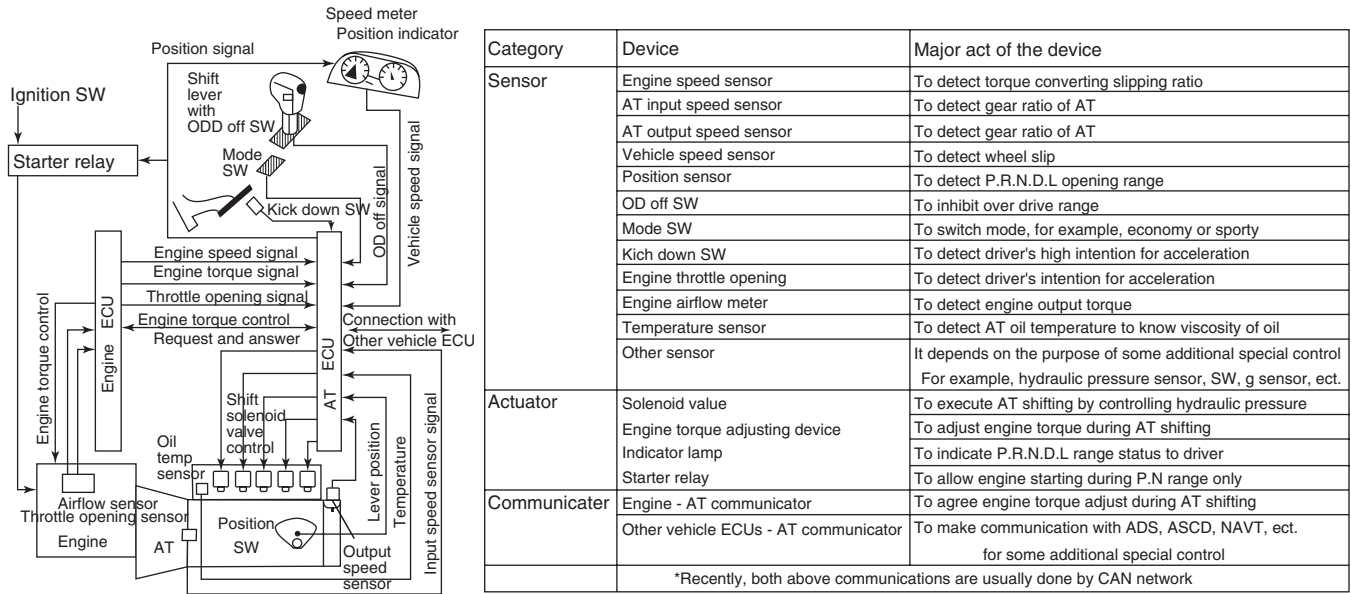 Speed meter
Position indicator
Position signal
Shift
lever
with
ODD off SW
Ignition SW
Starter relay
Mode
SW
Kick down SW
OD off signal
Vehicle speed signal
Engine speed signal
Engine torque signal
Throttle opening signal
Engine torque control
Request and answer
Connection with
Other vehicle ECU
Engine torque control
Engine ECU
AT ECU
Shift
solenoid
valve
control
Oil
temp
sensor
Lever position
Temperature
Input speed sensor signal
Airflow sensor
Throttle opening sensor
Engine
AT
Position
SW
Output
speed
sensor
Category Device Major act of the device
Sensor Engine speed sensor To detect torque converting slipping ratio
AT input speed sensor To detect gear ratio of AT
AT output speed sensor To detect gear ratio of AT
Vehicle speed sensor To detect wheel slip
Position sensor To detect P.R.N.D.L opening range
OD off SW To inhibit over drive range
Mode SW To switch mode, for example, economy or sporty
Kich down SW To detect driver's high intention for acceleration
Engine throttle opening To detect driver's intention for acceleration
Engine airflow meter To detect engine output torque
Temperature sensor To detect AT oil temperature to know viscosity of oil
Other sensor It depends on the purpose of some additional special control
For example, hydraulic pressure sensor, SW, g sensor, ect.
Actuator Solenoid value To execute AT shifting by controlling hydraulic pressure
Engine torque adjusting device To adjust engine torque during AT shifting
Indicator lamp To indicate P.R.N.D.L range status to driver
Starter relay To allow engine starting during P.N range only
Communicater Engine - AT communicator To agree engine torque adjust during AT shifting
Other vehicle ECUs - AT communicator To make communication with ADS, ASCD, NAVT, ect.
for some additional special control
*Recently, both above communications are usually done by CAN network